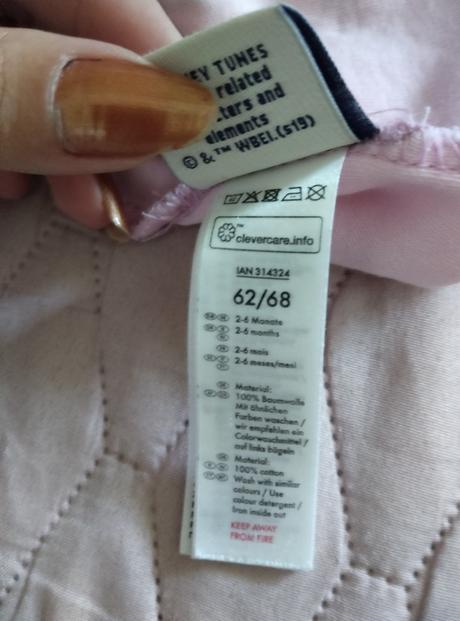 EY TUNES
related
ters and
elements
© & ™ WBEI.(s19)
clevercare.info
IAN 314324
62/68
2-6 Monate
2-6 months
2-6 mois
2-6 meses/mesi
Material:
100% Baumwolle
Mit ähnlichen
Farben waschen /
wir empfehlen ein
Colorwaschmittel /
auf links bügeln
Material:
100% cotton
Wash with similar
colours / Use
colour detergent /
Iron inside out
KEEP AWAY
FROM FIRE